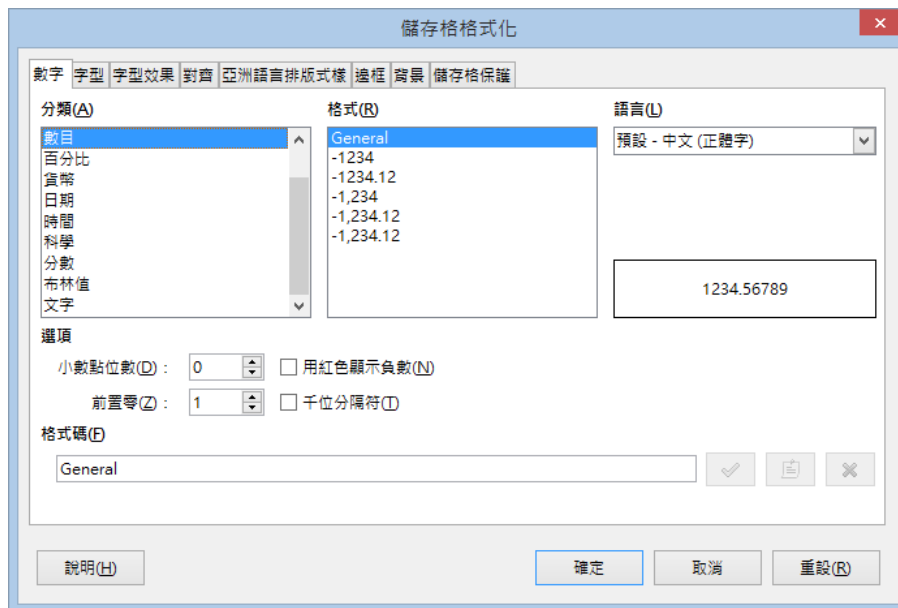 儲存格格式化
數字 字型 字型效果 對齊 亞洲語言排版式樣 邊框 背景 儲存格保護
分類(A)
數目
百分比
貨幣
日期
時間
科學
分數
布林值
文字
格式(R)
General
-1234
-1234.12
-1,234
-1,234.12
-1,234.12
語言(L)
預設 - 中文 (正體字)
1234.56789
選項
小數點位數(D)： 0 用紅色顯示負數(N)
前置零(Z)： 1 千位分隔符(T)
格式碼(F)
General
說明(H) 確定 取消 重設(R)